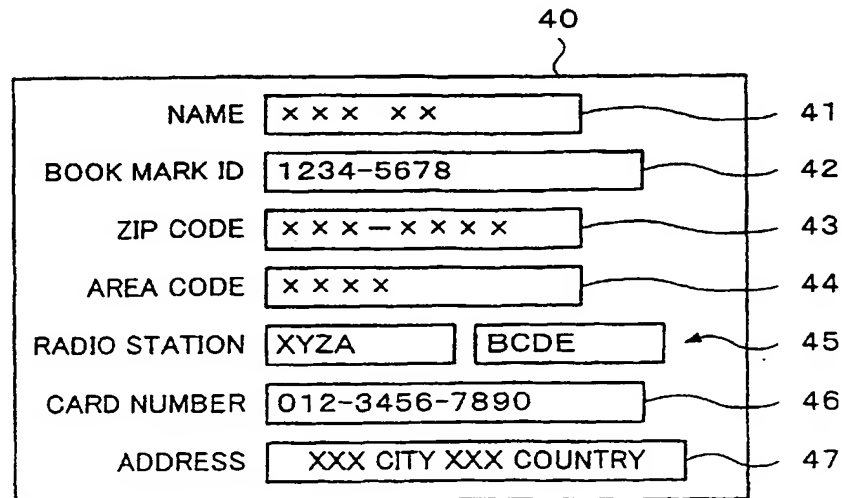 40
NAME × × × × × 41
BOOK MARK ID 1234-5678 42
ZIP CODE × × × – × × × × 43
AREA CODE × × × × 44
RADIO STATION XYZA BCDE 45
CARD NUMBER 012-3456-7890 46
ADDRESS XXX CITY XXX COUNTRY 47